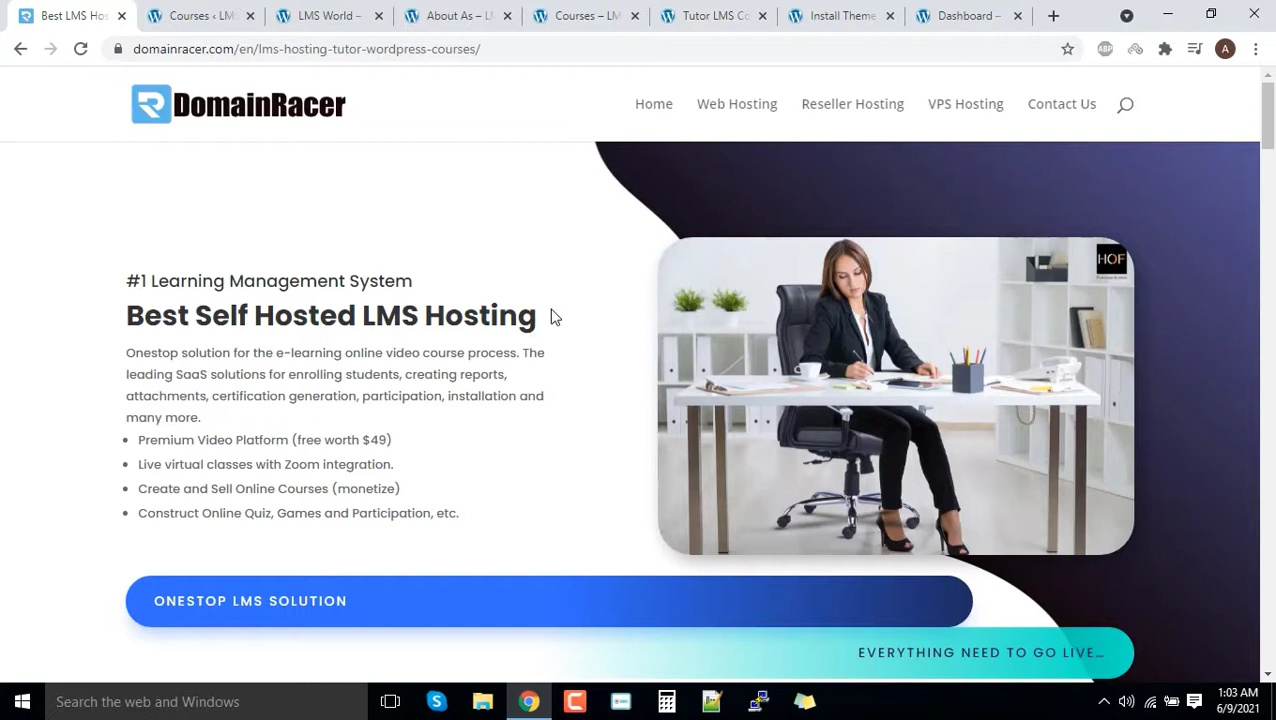 Best LMS Hos
Courses ‹ LMS
LMS World –
About As – LM
Courses – LM
Tutor LMS Co
Install Theme
Dashboard –
domainracer.com/en/lms-hosting-tutor-wordpress-courses/
ABP
A
R DomainRacer
Home
Web Hosting
Reseller Hosting
VPS Hosting
Contact Us
HOF
#1 Learning Management System
Best Self Hosted LMS Hosting
Onestop solution for the e-learning online video course process. The
leading SaaS solutions for enrolling students, creating reports,
attachments, certification generation, participation, installation and
many more.
• Premium Video Platform (free worth $49)
• Live virtual classes with Zoom integration.
• Create and Sell Online Courses (monetize)
• Construct Online Quiz, Games and Participation, etc.
ONESTOP LMS SOLUTION
EVERYTHING NEED TO GO LIVE...
Search the web and Windows
1:03 AM
6/9/2021